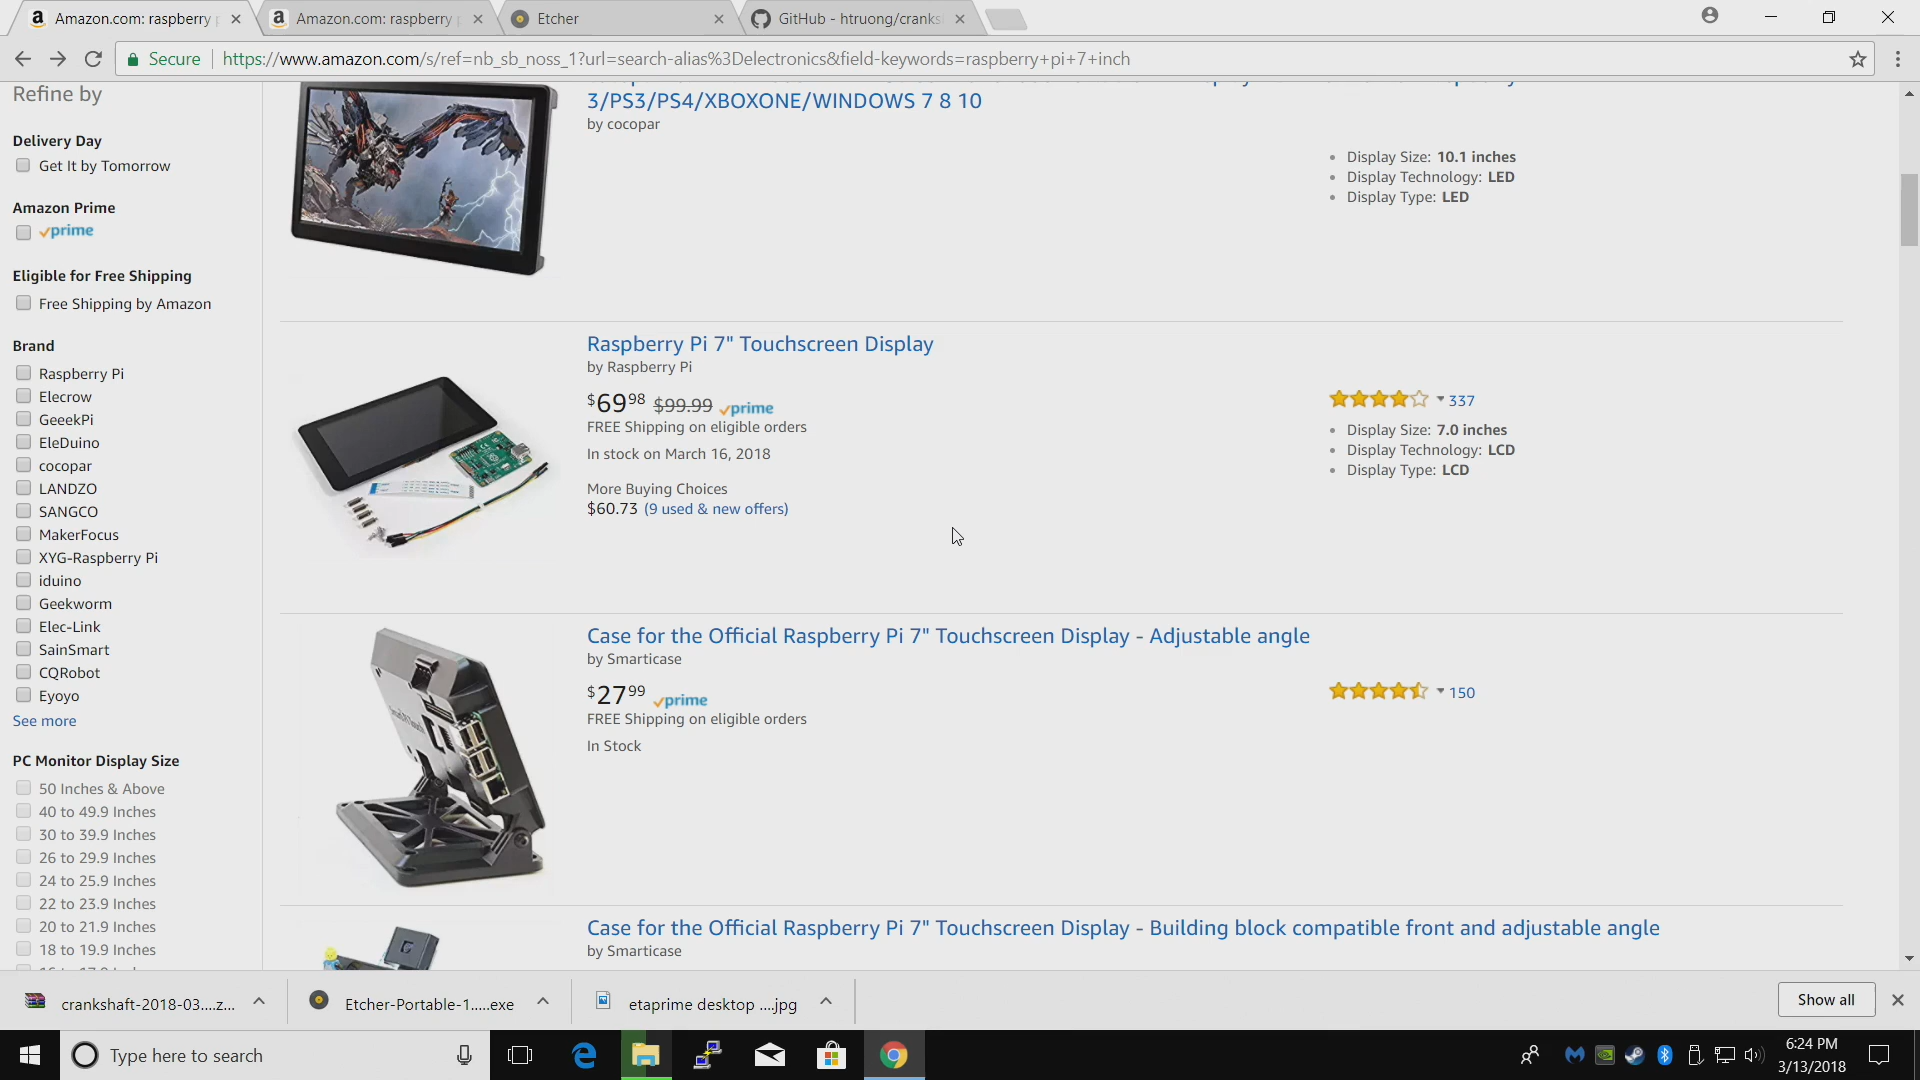 Amazon.com: raspberry p
Amazon.com: raspberry
Etcher
GitHub - htruong/cranks
Secure
https://www.amazon.com/s/ref=nb_sb_noss_1?url=search-alias%3Delectronics&field-keywords=raspberry+pi+7+inch
Refine by
Delivery Day
Get It by Tomorrow
Amazon Prime
prime
Eligible for Free Shipping
Free Shipping by Amazon
Brand
Raspberry Pi
Elecrow
GeeekPi
EleDuino
cocopar
LANDZO
SANGCO
MakerFocus
XYG-Raspberry Pi
iduino
Geekworm
Elec-Link
SainSmart
CQRobot
Eyoyo
See more
PC Monitor Display Size
50 Inches & Above
40 to 49.9 Inches
30 to 39.9 Inches
26 to 29.9 Inches
24 to 25.9 Inches
22 to 23.9 Inches
20 to 21.9 Inches
18 to 19.9 Inches
3/PS3/PS4/XBOXONE/WINDOWS 7 8 10
by cocopar
Display Size: 10.1 inches
Display Technology: LED
Display Type: LED
Raspberry Pi 7" Touchscreen Display
by Raspberry Pi
$69 98 $99.99 prime
FREE Shipping on eligible orders
In stock on March 16, 2018
More Buying Choices
$60.73 (9 used & new offers)
337
Display Size: 7.0 inches
Display Technology: LCD
Display Type: LCD
Case for the Official Raspberry Pi 7" Touchscreen Display - Adjustable angle
by Smarticase
$27 99 prime
FREE Shipping on eligible orders
In Stock
150
Case for the Official Raspberry Pi 7" Touchscreen Display - Building block compatible front and adjustable angle
by Smarticase
crankshaft-2018-03....z...
Etcher-Portable-1.....exe
etaprime desktop ....jpg
Show all
Type here to search
6:24 PM
3/13/2018